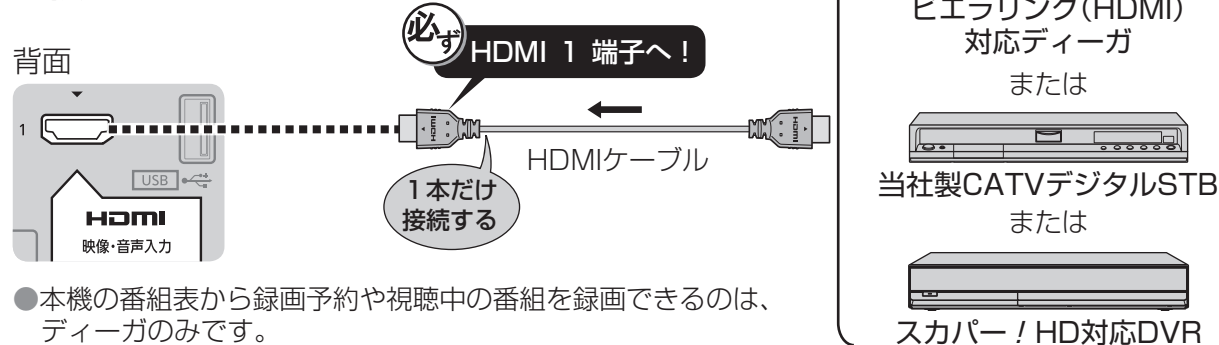 必ず
HDMI 1 端子へ！
背面
1
USB
HDMI
映像・音声入力
HDMI
HDMI
HDMIケーブル
1本だけ
接続する
●本機の番組表から録画予約や視聴中の番組を録画できるのは、
ディーガのみです。
ビエラリンク(HDMI)
対応ディーガ
または
当社製CATVデジタルSTB
または
スカパー！HD対応DVR